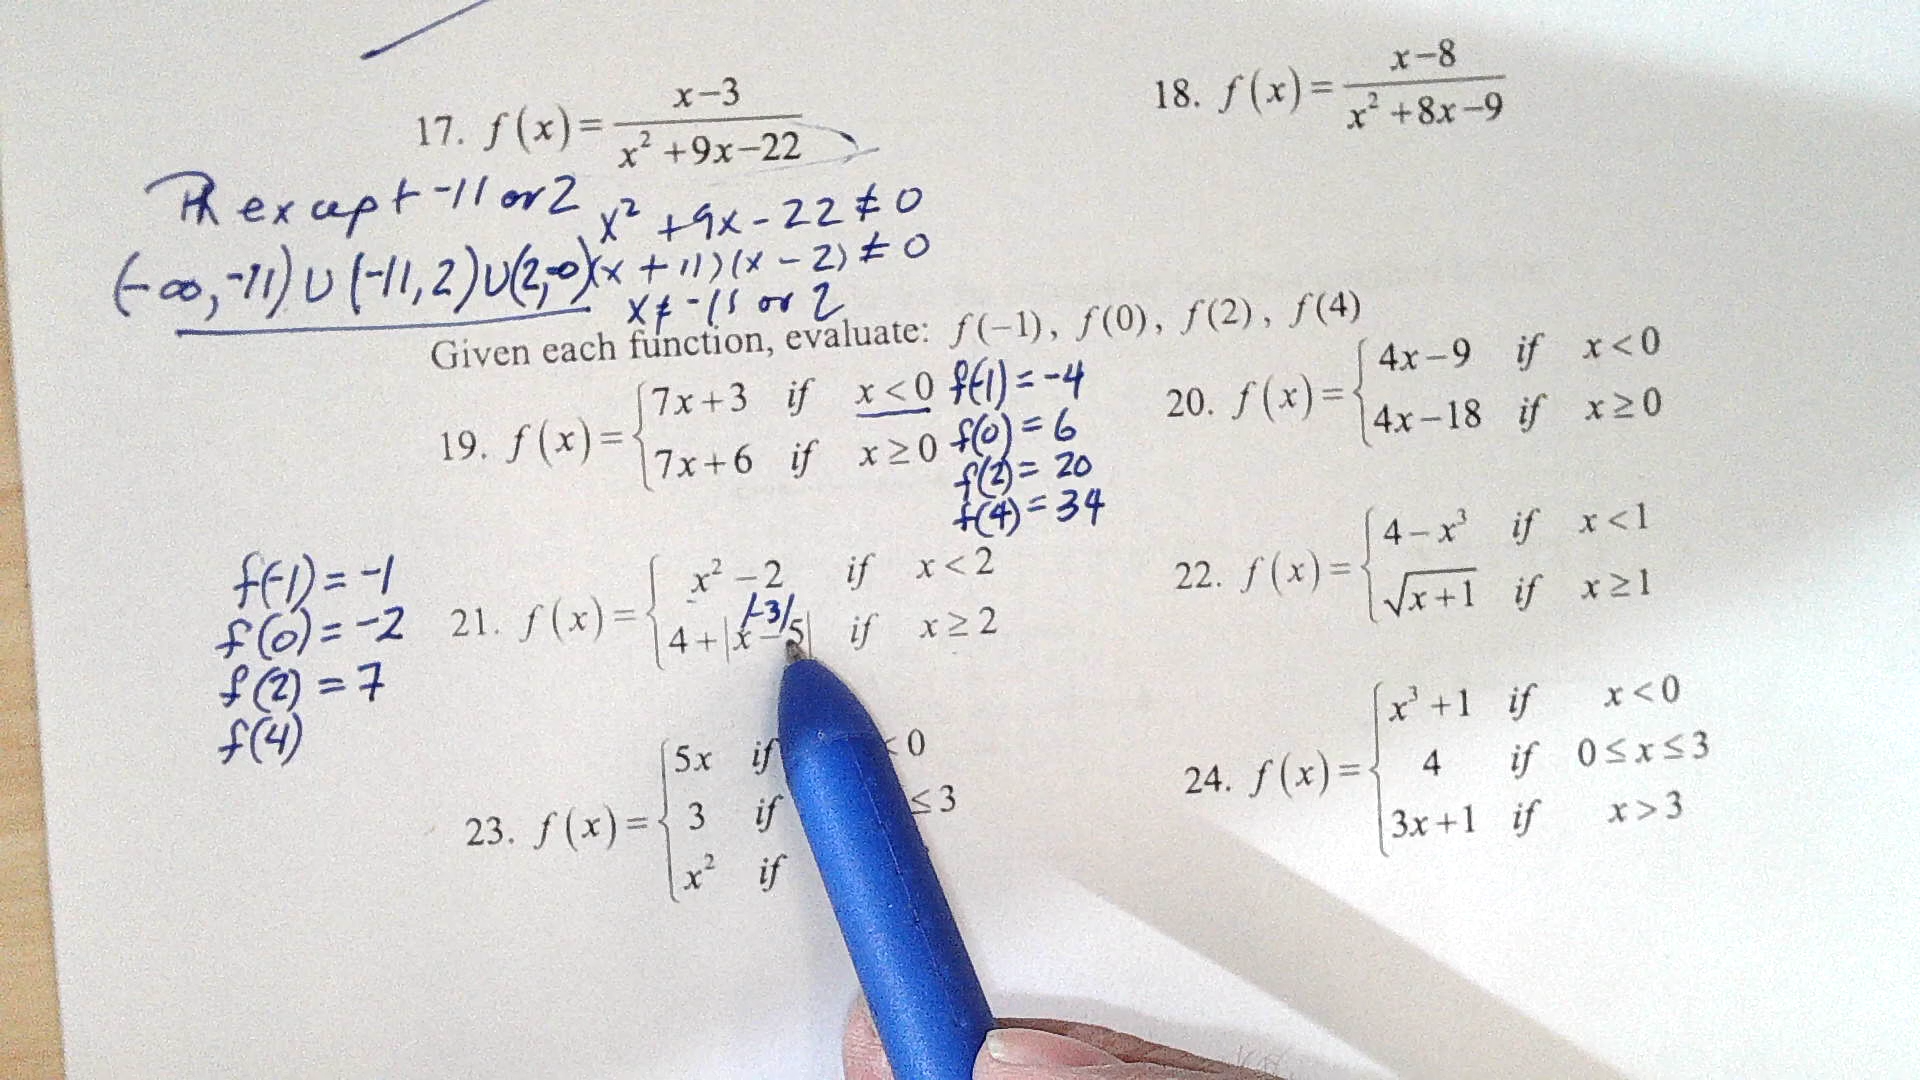 17. f(x) = (x-3)/(x² +9x-22)
18. f(x) = (x-8)/(x² +8x-9)
except -11 or 2
x² + 9x - 22 ≠ 0
(-∞, -11) ∪ (-11, 2) ∪ (2, ∞)
(x + 11)(x - 2) ≠ 0
x ≠ -11 or 2
Given each function, evaluate: f(-1), f(0), f(2), f(4)
19. f(x) = { 7x+3 if x<0
7x+6 if x≥0
f(-1) = -4
f(0) = 6
f(2) = 20
f(4) = 34
20. f(x) = { 4x-9 if x<0
4x-18 if x≥0
f(-1) = -1
f(0) = -2
f(2) = 7
f(4)
21. f(x) = { x² -2 if x<2
|-3|
4+|x-5| if x≥2
22. f(x) = { 4-x³ if x<1
√(x+1) if x≥1
23. f(x) = { 5x if <0
3 if ≤3
x² if
24. f(x) = { x³ +1 if x<0
4 if 0≤x≤3
3x+1 if x>3